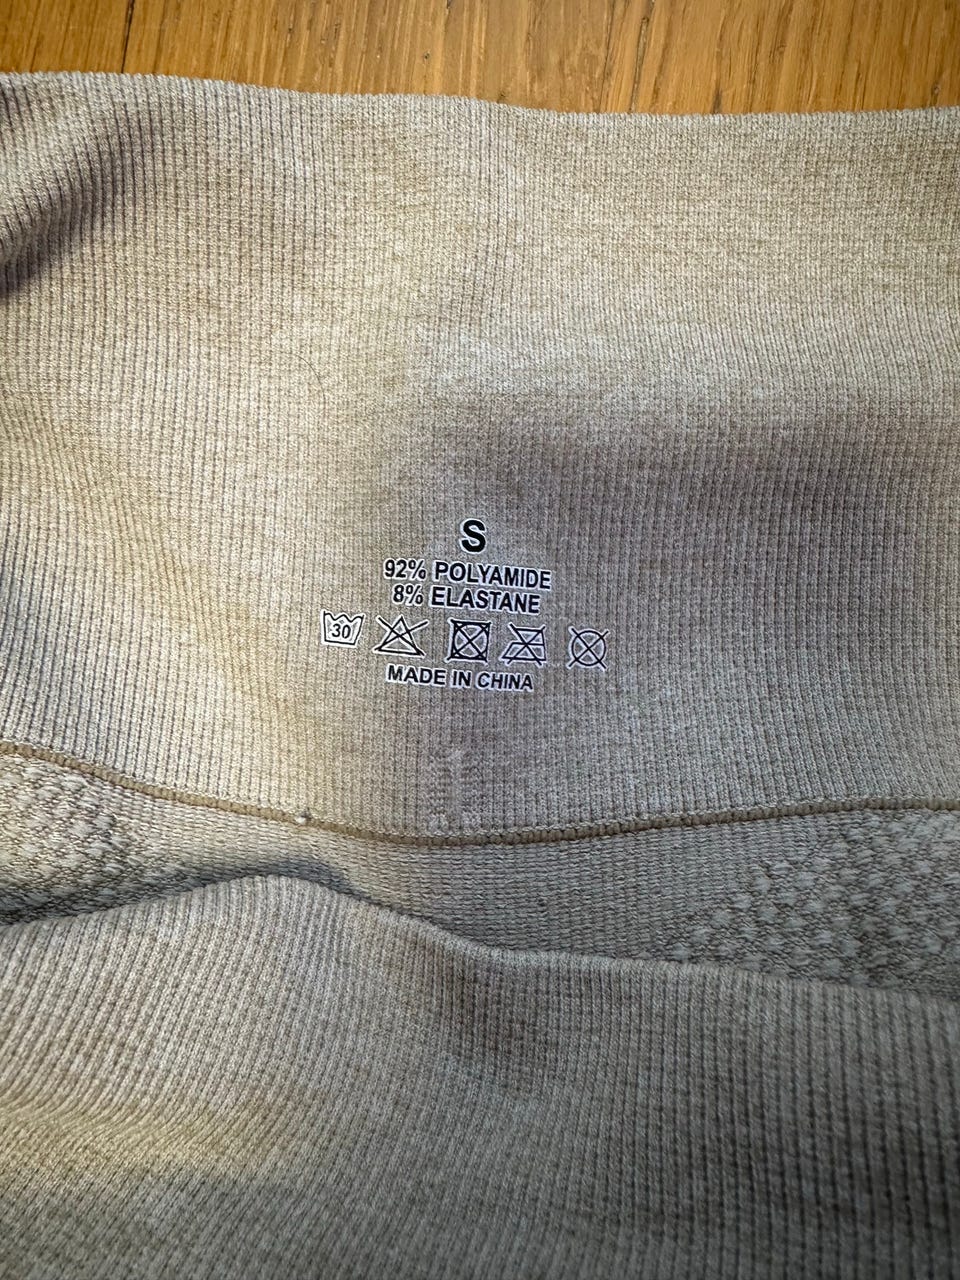 S
92% POLYAMIDE
8% ELASTANE
30
MADE IN CHINA